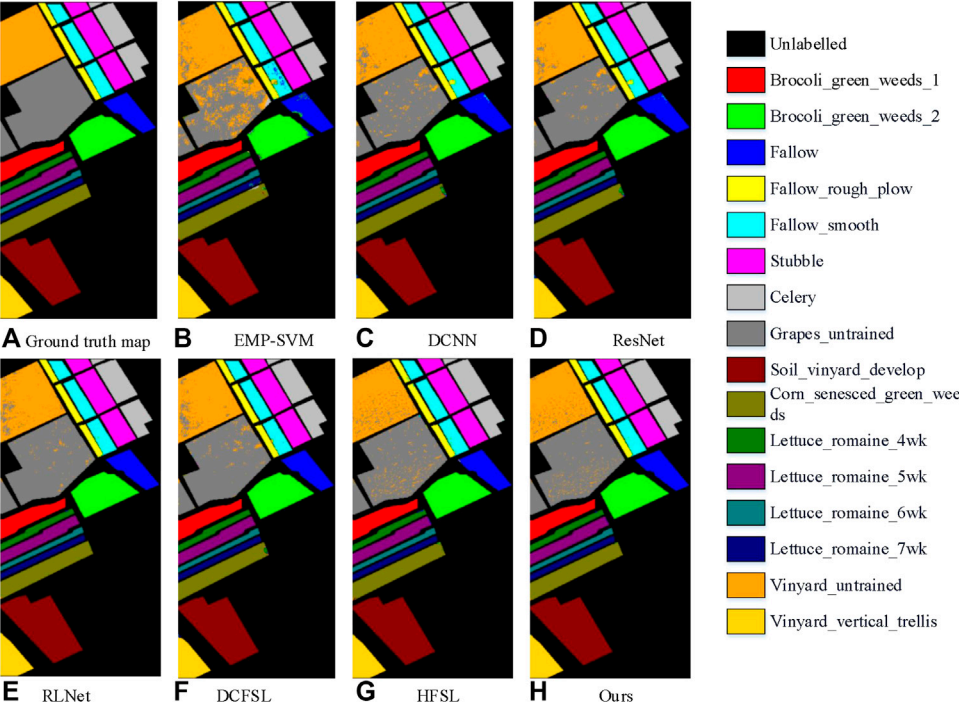 A Ground truth map
B EMP-SVM
C DCNN
D ResNet
E RLNet
F DCFSL
G HFSL
H Ours
Unlabelled
Brocoli_green_weeds_1
Brocoli_green_weeds_2
Fallow
Fallow_rough_plow
Fallow_smooth
Stubble
Celery
Grapes_untrained
Soil_vinyard_develop
Corn_senesced_green_wee
ds
Lettuce_romaine_4wk
Lettuce_romaine_5wk
Lettuce_romaine_6wk
Lettuce_romaine_7wk
Vinyard_untrained
Vinyard_vertical_trellis